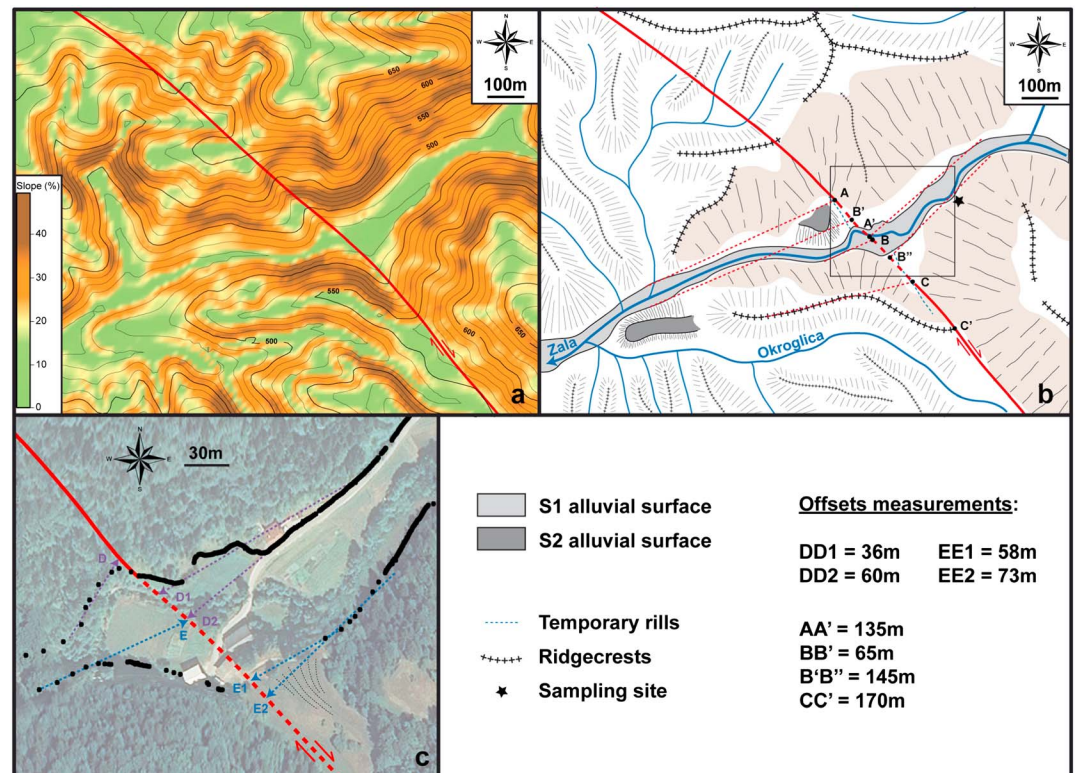 N
W E
S
100m
650
600
550
500
550
500
600
650
Slope (%)
40
30
20
10
0
a
N
W E
S
100m
A
B'
A'
B
B"
C
C'
Zala
Okroglica
b
N
W E
S
30m
D
D1
D2
E
E1
E2
c
S1 alluvial surface
S2 alluvial surface
Temporary rills
Ridgecrests
Sampling site
Offsets measurements:
DD1 = 36m EE1 = 58m
DD2 = 60m EE2 = 73m
AA' = 135m
BB' = 65m
B'B" = 145m
CC' = 170m